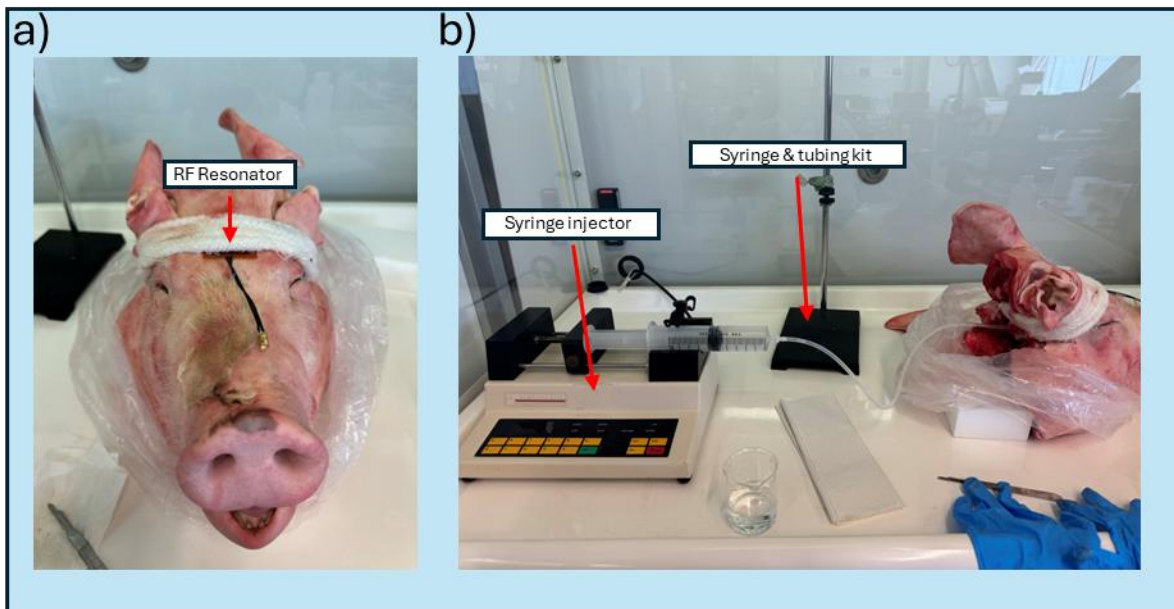 a)
b)
RF Resonator
Syringe & tubing kit
Syringe injector